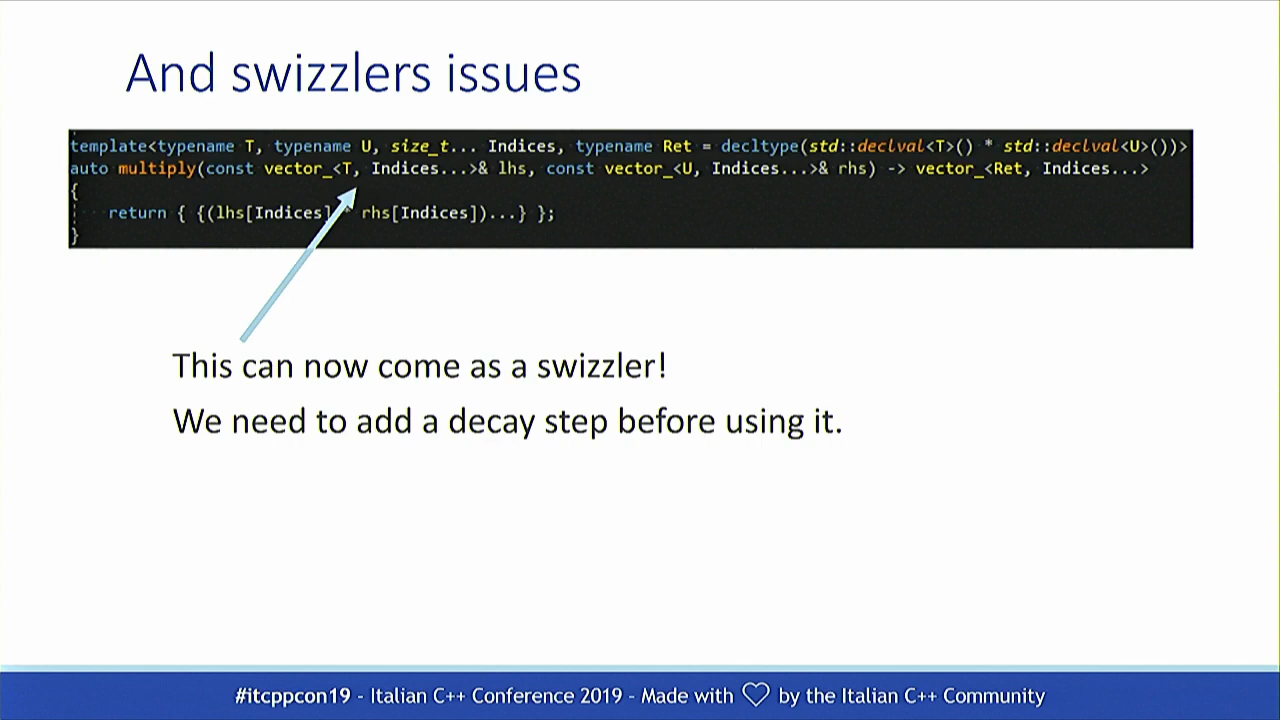 And swizzlers issues
template<typename T, typename U, size_t... Indices, typename Ret = decltype(std::declval<T>() * std::declval<U>())>
auto multiply(const vector_<T, Indices...>& lhs, const vector_<U, Indices...>& rhs) -> vector_<Ret, Indices...>
{
return { {(lhs[Indices] * rhs[Indices])...} };
}
This can now come as a swizzler!
We need to add a decay step before using it.
#itcppcon19 - Italian C++ Conference 2019 - Made with ♡ by the Italian C++ Community